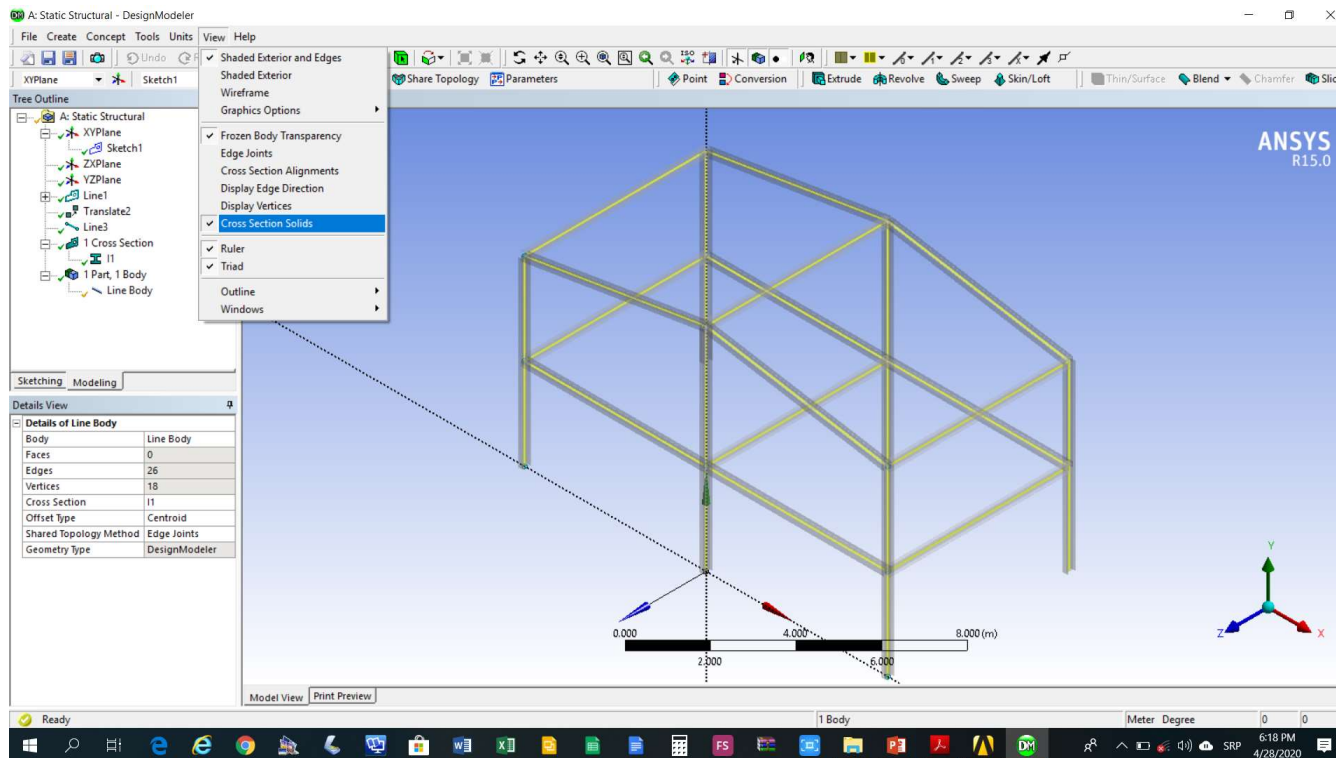 DM A: Static Structural - DesignModeler
File Create Concept Tools Units View Help
Undo
XYPlane Sketch1
Share Topology Parameters Point Conversion Extrude Revolve Sweep Skin/Loft Thin/Surface Blend Chamfer Slic
Shaded Exterior and Edges
Shaded Exterior
Wireframe
Graphics Options
Frozen Body Transparency
Edge Joints
Cross Section Alignments
Display Edge Direction
Display Vertices
Cross Section Solids
Ruler
Triad
Outline
Windows
Tree Outline
A: Static Structural
XYPlane
Sketch1
ZXPlane
YZPlane
Line1
Translate2
Line3
1 Cross Section
I1
1 Part, 1 Body
Line Body
Sketching Modeling
Details View
Details of Line Body
Body Line Body
Faces 0
Edges 26
Vertices 18
Cross Section I1
Offset Type Centroid
Shared Topology Method Edge Joints
Geometry Type DesignModeler
ANSYS
R15.0
Y
Z X
0.000 4.000 8.000 (m)
2.000 6.000
Model View Print Preview
Ready 1 Body Meter Degree 0 0
FS DM SRP 6:18 PM
4/28/2020